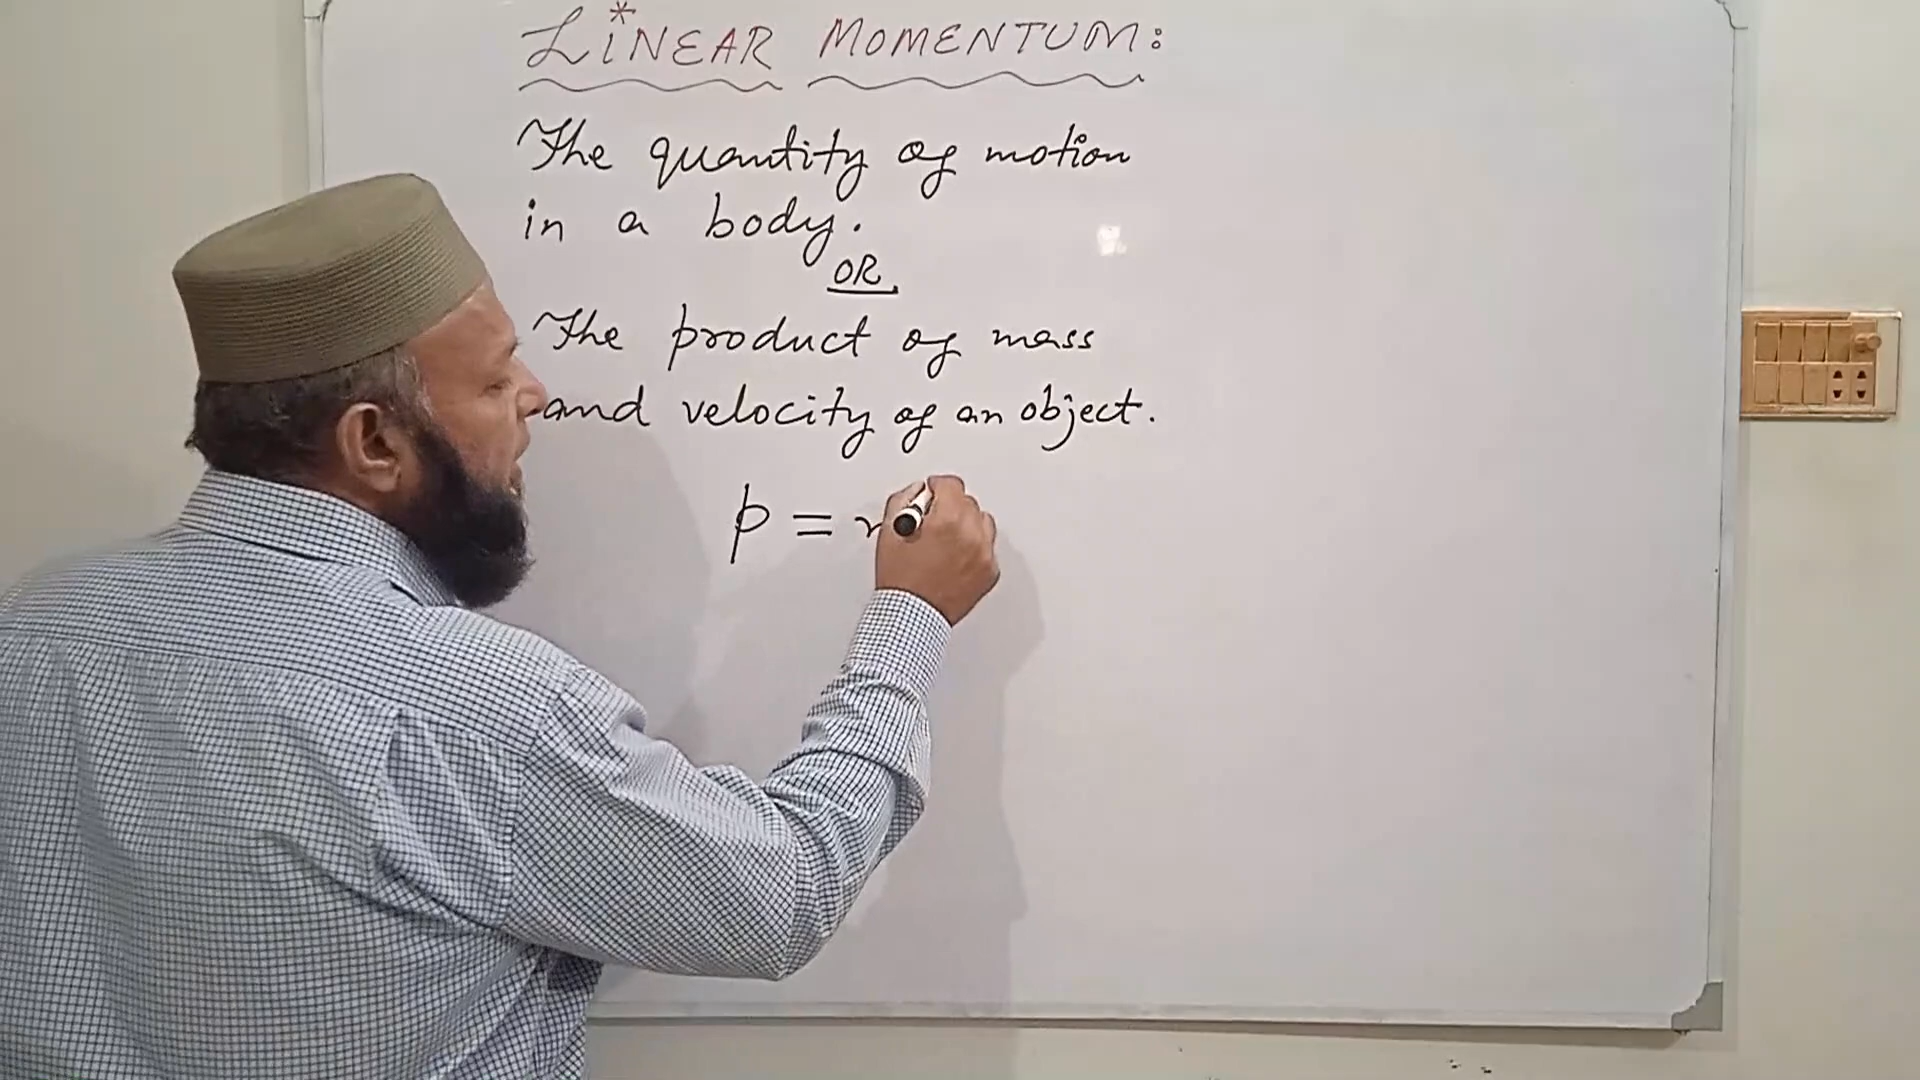 LiNEAR MOMENTUM:
The quantity of motion
in a body.
OR
The product of mass
and velocity of an object.
p =